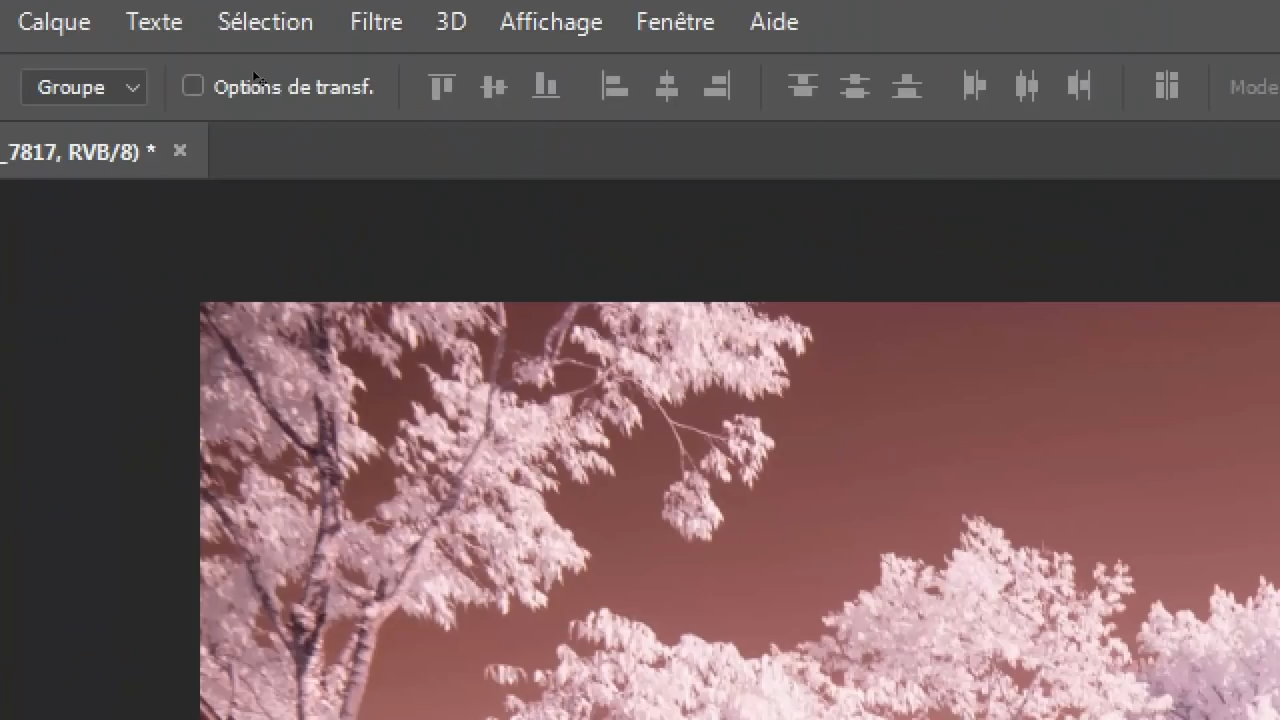 Calque Texte Sélection Filtre 3D Affichage Fenêtre Aide
Groupe Options de transf. Mode
_7817, RVB/8) *